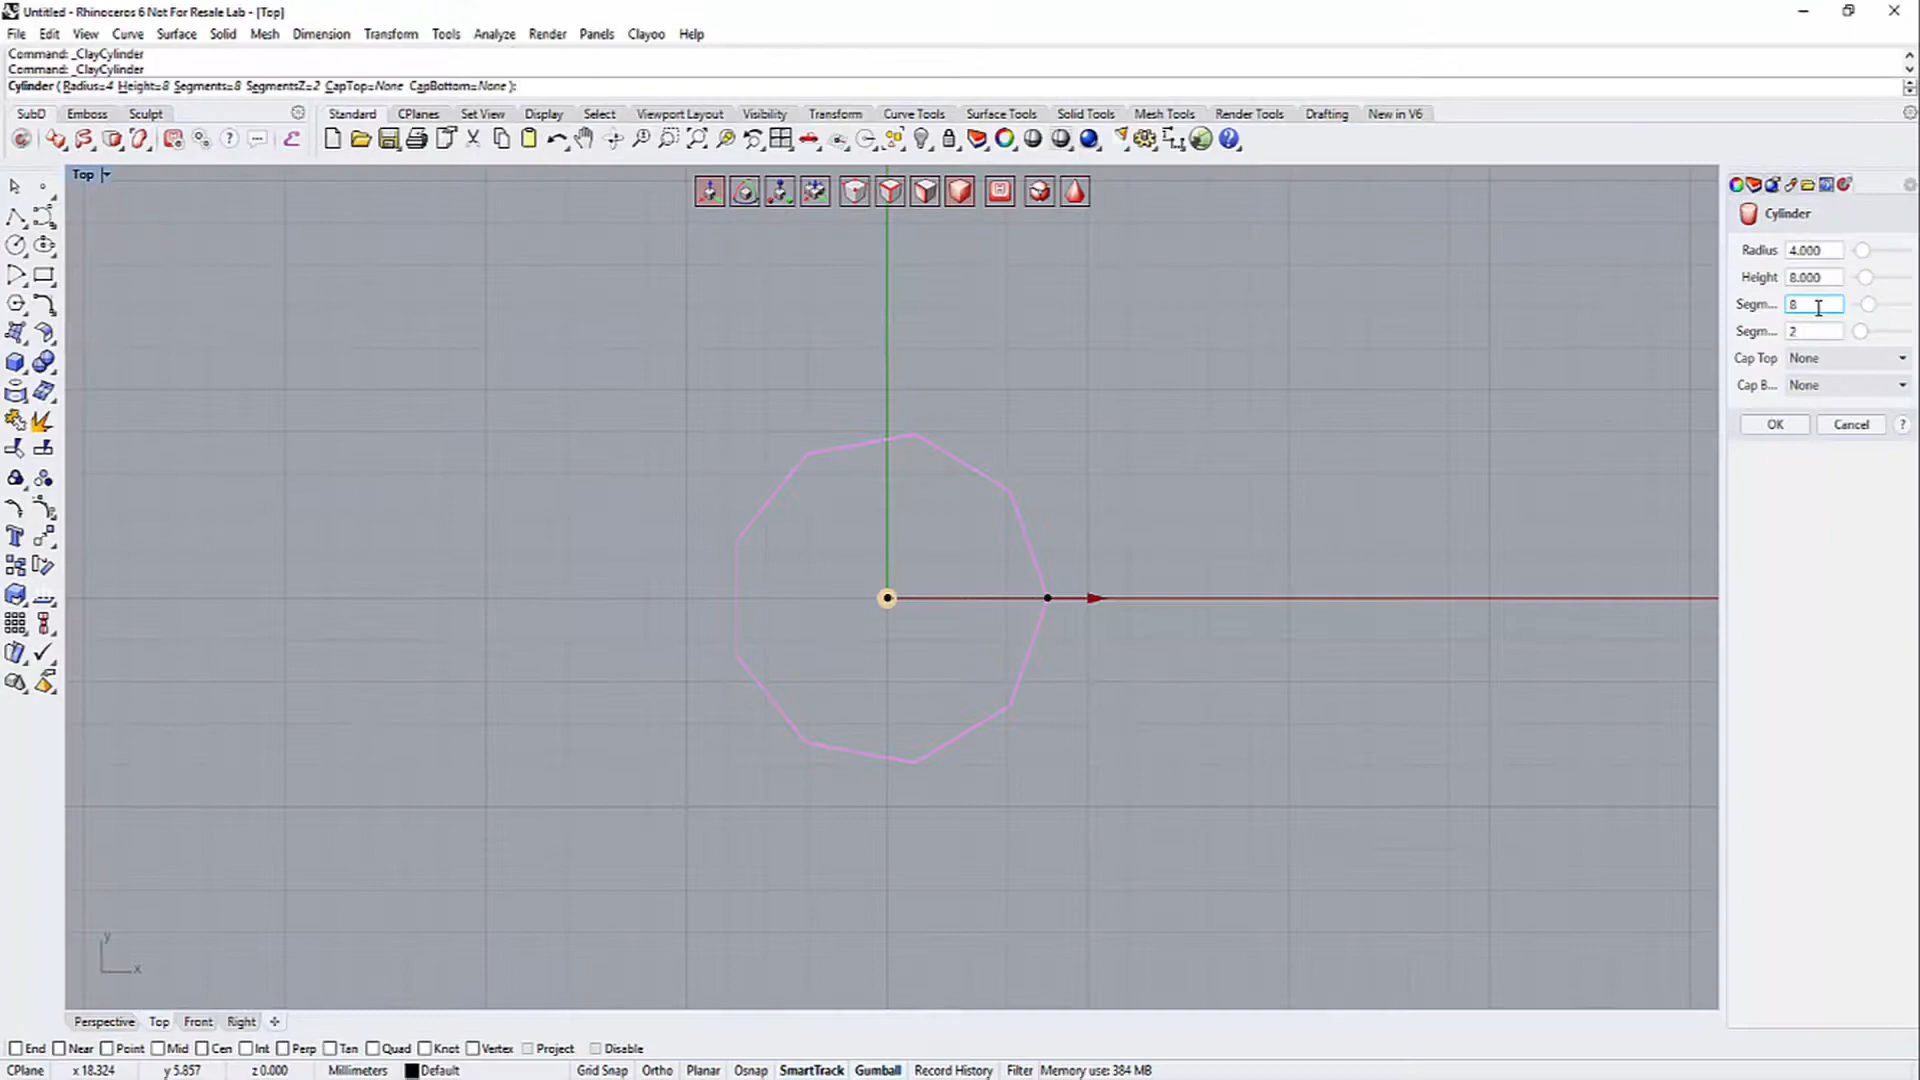 Untitled - Rhinoceros 6 Not For Resale Lab - [Top]
File Edit View Curve Surface Solid Mesh Dimension Transform Tools Analyze Render Panels Clayoo Help
Command: _ClayCylinder
Command: _ClayCylinder
Cylinder ( Radius=4 Height=8 Segments=8 SegmentsZ=2 CapTop=None CapBottom=None ):
SubD Emboss Sculpt Standard CPlanes Set View Display Select Viewport Layout Visibility Transform Curve Tools Surface Tools Solid Tools Mesh Tools Render Tools Drafting New in V6
Top
Cylinder
Radius 4.000
Height 8.000
Segm... 8
Segm... 2
Cap Top None
Cap B... None
OK Cancel ?
y
x
Perspective Top Front Right
End Near Point Mid Cen Int Perp Tan Quad Knot Vertex Project Disable
CPlane x 18.324 y 5.857 z 0.000 Millimeters Default Grid Snap Ortho Planar Osnap SmartTrack Gumball Record History Filter Memory use: 384 MB